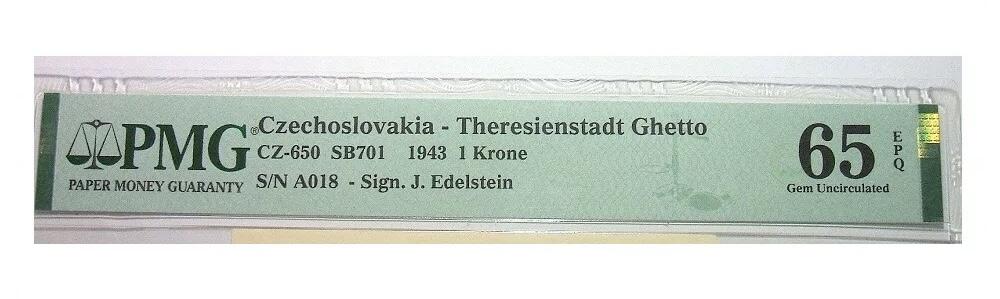 PMG®
PAPER MONEY GUARANTY
Czechoslovakia - Theresienstadt Ghetto
CZ-650 SB701 1943 1 Krone
S/N A018 - Sign. J. Edelstein
65
EPQ
Gem Uncirculated